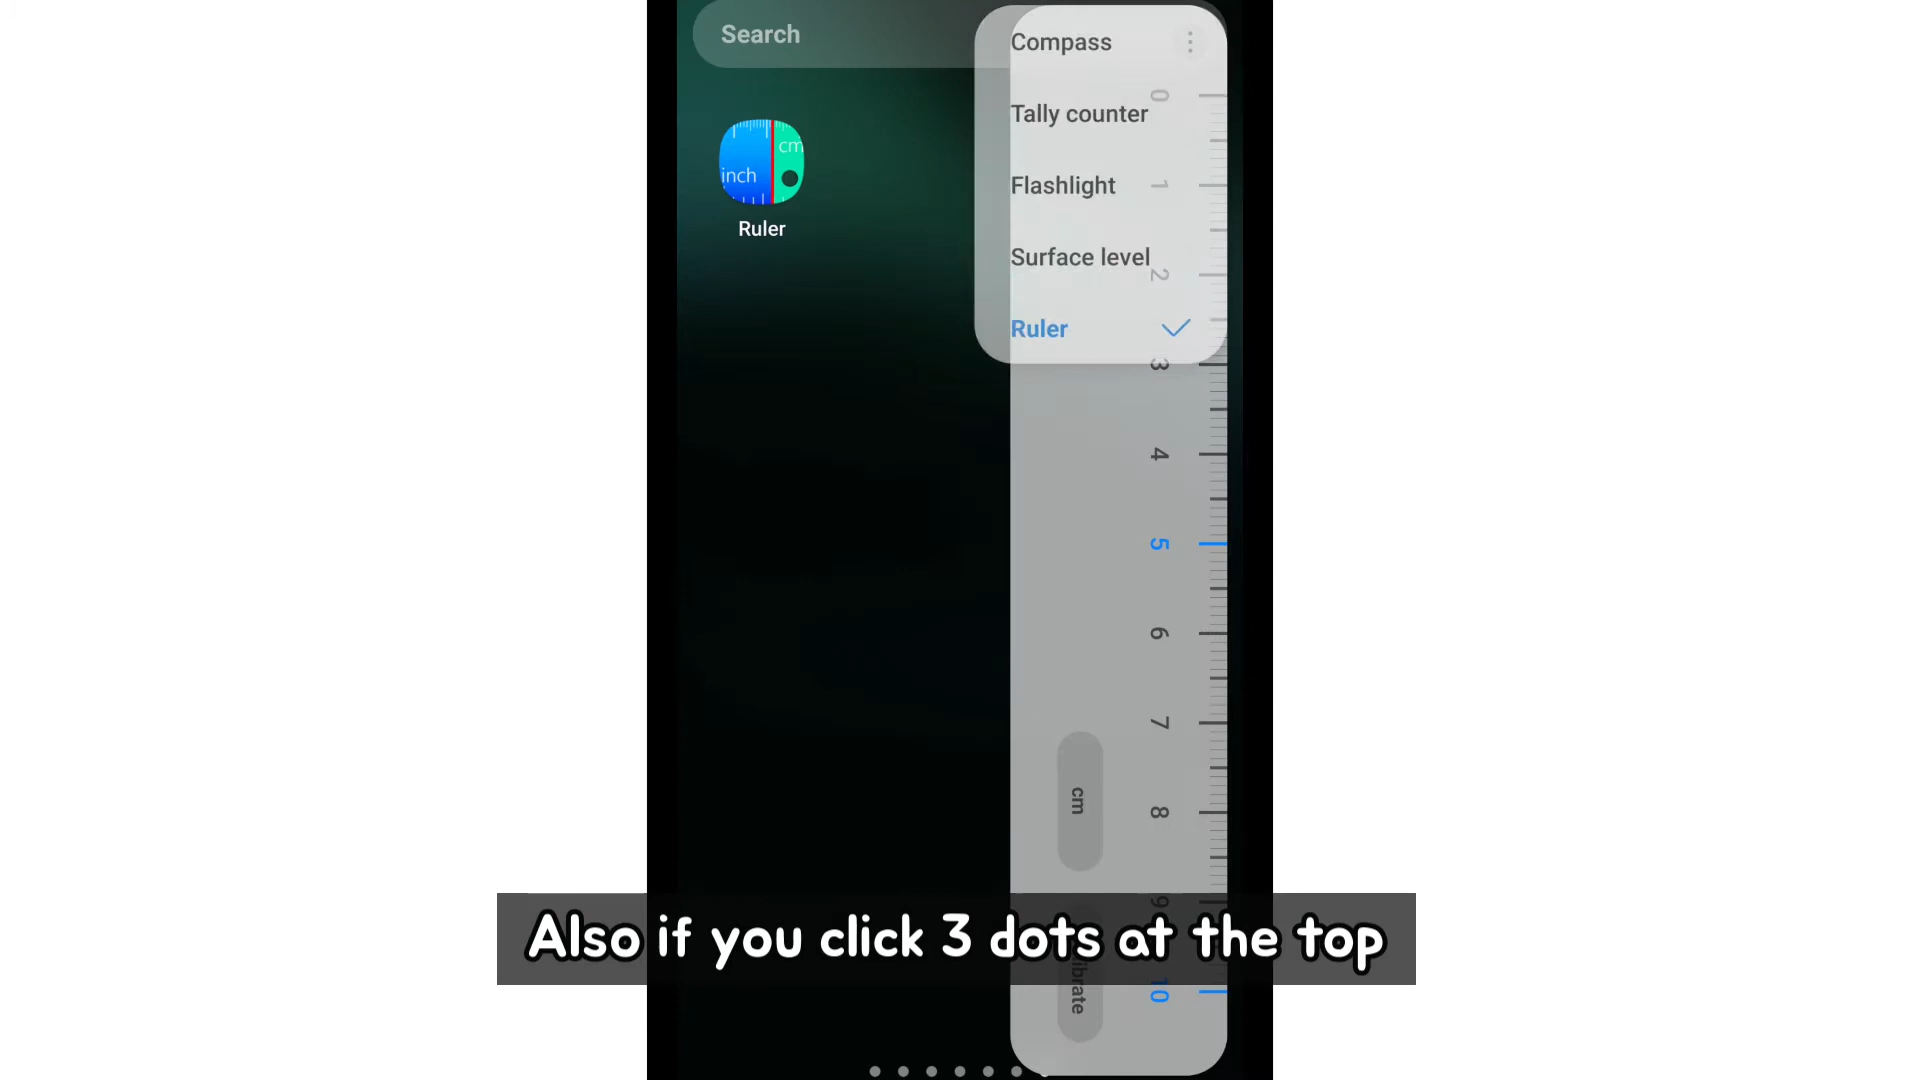 Search
Compass
Tally counter
Flashlight
Surface level
Ruler
cm
inch
Ruler
0
1
2
3
4
5
6
7
8
9
10
cm
Also if you click 3 dots at the top